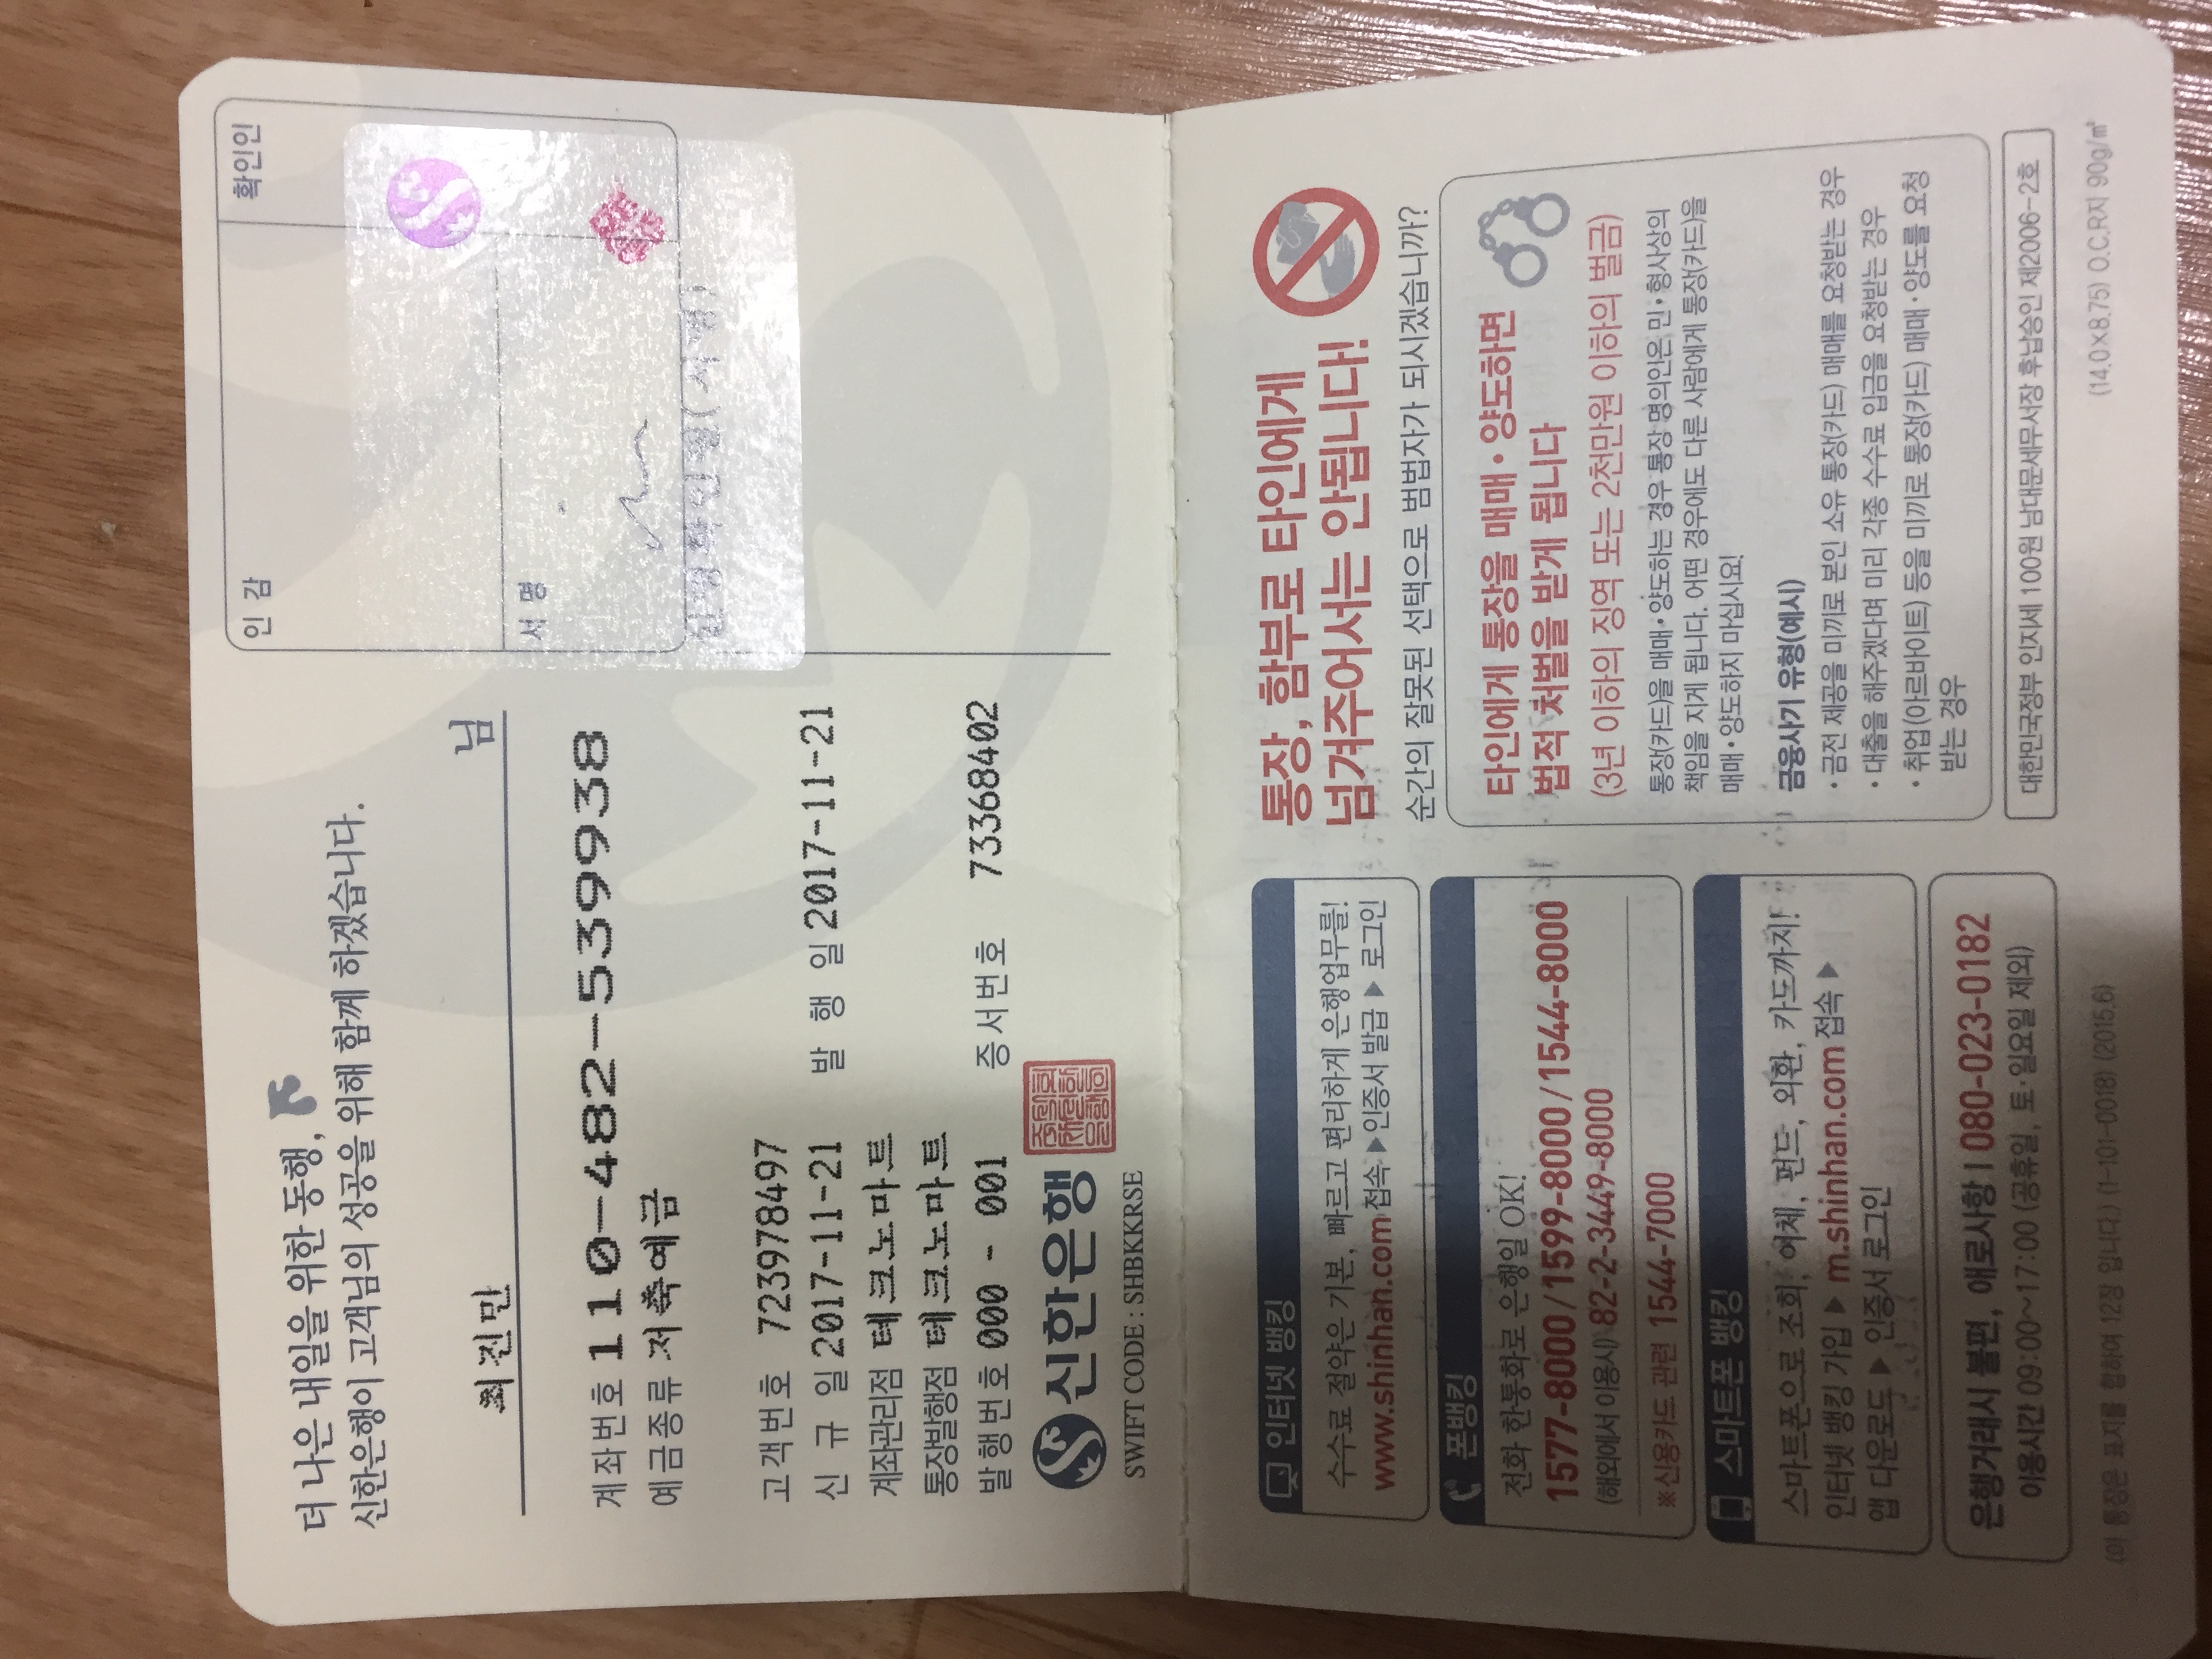 더 나은 내일을 위한 동행,
신한은행이 고객님의 성공을 위해 함께 하겠습니다.
최진만 님
계좌번호 110-482-539938
예금종류 저축예금
고객번호 723978497
신 규 일 2017-11-21 발 행 일 2017-11-21
계좌관리점 테크노마트
통장발행점 테크노마트
발행번호 000 - 001 증서번호 73368402
신한은행
SWIFT CODE : SHBKKRSE
인 감
확인인
서 명
인터넷 뱅킹
수수료 절약은 기본, 빠르고 편리하게 은행업무를!
www.shinhan.com 접속 ▶ 인증서 발급 ▶ 로그인
폰뱅킹
전화 한통화로 은행일 OK!
1577-8000 / 1599-8000 / 1544-8000
(해외에서 이용시) 82-2-3449-8000
※신용카드 관련 1544-7000
스마트폰 뱅킹
스마트폰으로 조회, 이체, 펀드, 외환, 카드까지!
인터넷 뱅킹 가입 ▶ m.shinhan.com 접속 ▶
앱 다운로드 ▶ 인증서 로그인
은행거래시 불편, 애로사항 | 080-023-0182
이용시간 09:00~17:00 (공휴일, 토·일요일 제외)
(이 통장은 표지를 합하여 12장 입니다.) (1-101-0018) (2015.6)
통장, 함부로 타인에게
넘겨주어서는 안됩니다!
순간의 잘못된 선택으로 범법자가 되시겠습니까?
타인에게 통장을 매매·양도하면
법적 처벌을 받게 됩니다
(3년 이하의 징역 또는 2천만원 이하의 벌금)
통장(카드)을 매매·양도하는 경우 통장 명의인은 민·형사상의
책임을 지게 됩니다. 어떤 경우에도 다른 사람에게 통장(카드)을
매매·양도하지 마십시요!
금융사기 유형(예시)
· 금전 제공을 미끼로 본인 소유 통장(카드) 매매를 요청받는 경우
· 대출을 해주겠다며 미리 각종 수수료 입금을 요청받는 경우
· 취업(아르바이트) 등을 미끼로 통장(카드) 매매·양도를 요청
받는 경우
대한민국정부 인지세 100원 남대문세무서장 후납승인 제2006-2호
(14.0×8.75) O.C.R지 90g/㎡